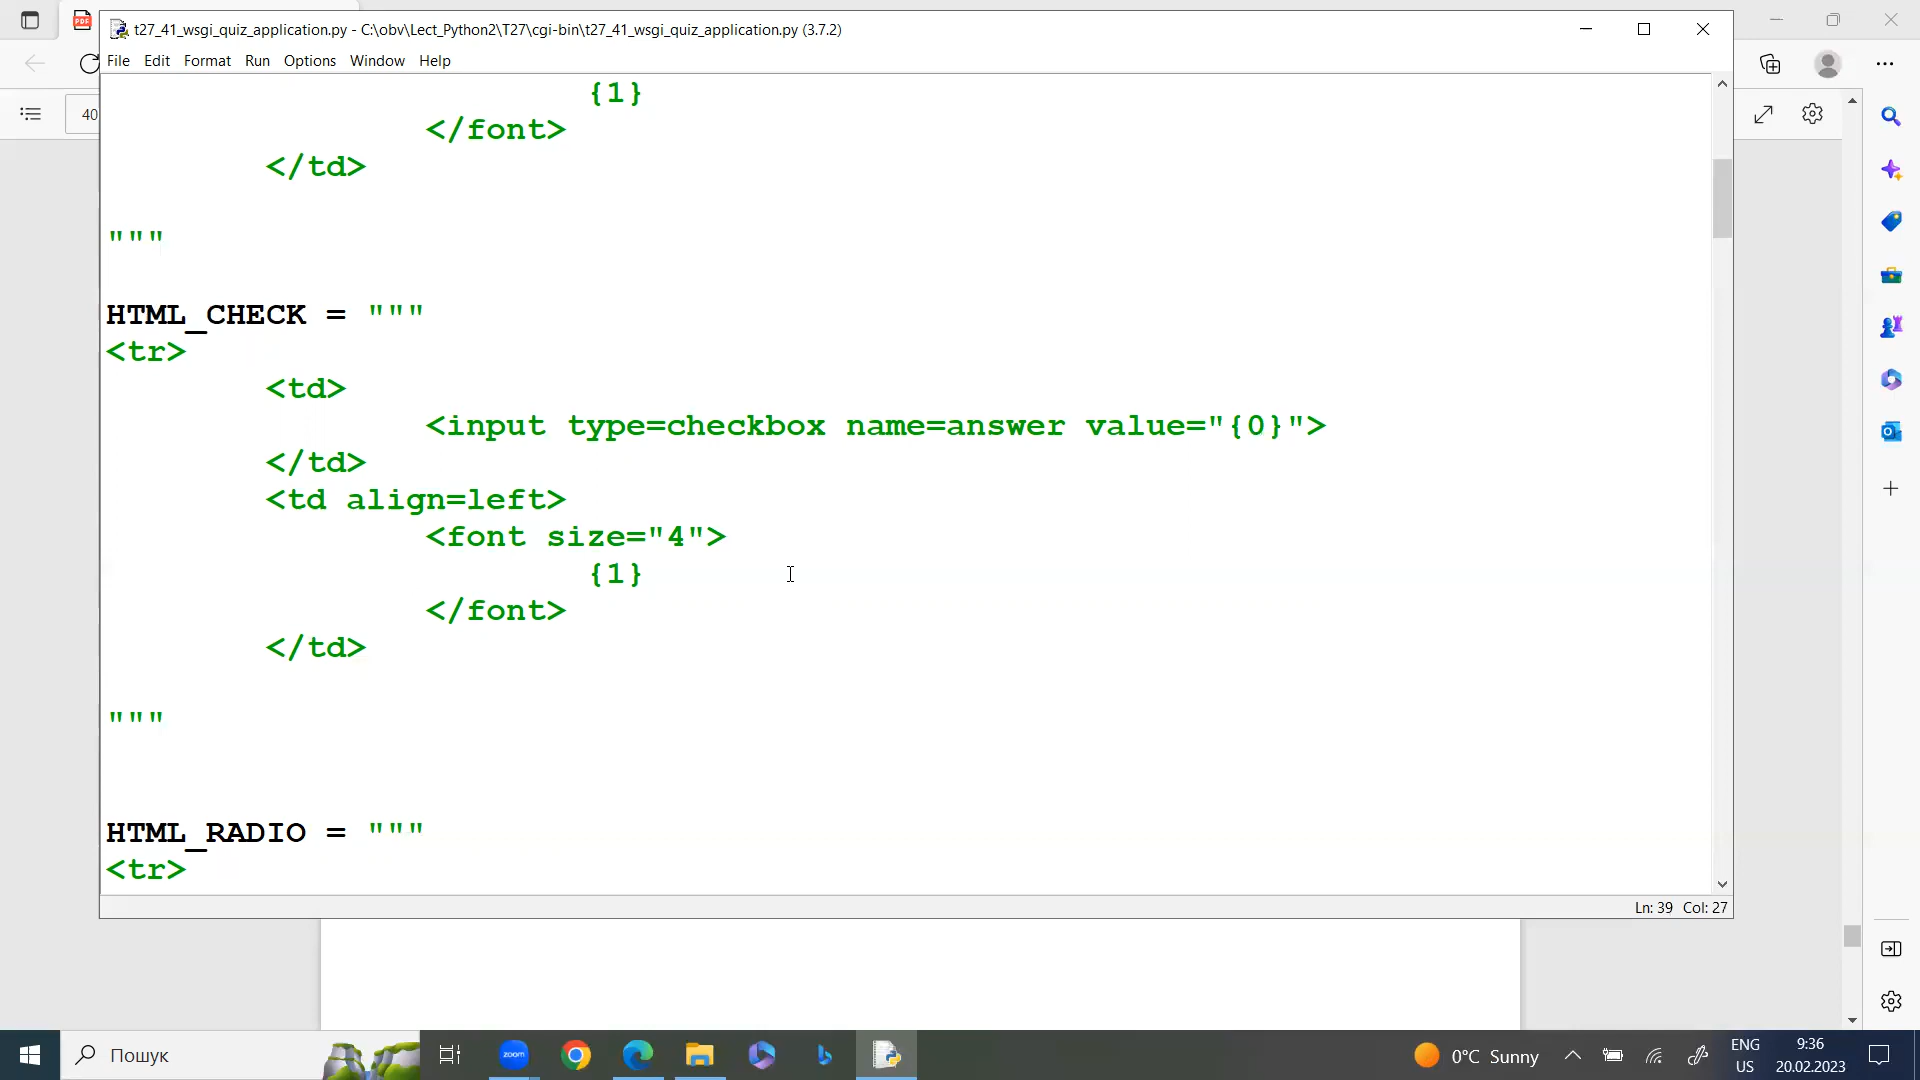 t27_41_wsgi_quiz_application.py - C:\obv\Lect_Python2\T27\cgi-bin\t27_41_wsgi_quiz_application.py (3.7.2)
File Edit Format Run Options Window Help
40
{1}
</font>
</td>
"""
HTML_CHECK = """
<tr>
<td>
<input type=checkbox name=answer value="{0}">
</td>
<td align=left>
<font size="4">
{1}
</font>
</td>
"""
HTML_RADIO = """
<tr>
Ln: 39 Col: 27
Пошук
zoom
0°C Sunny
ENG
US
9:36
20.02.2023